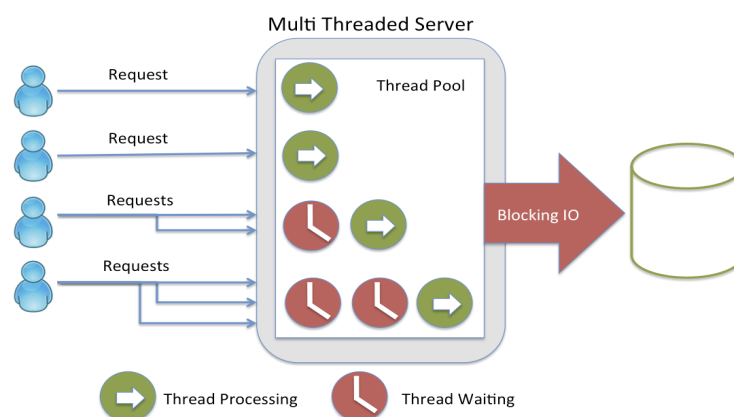 Multi Threaded Server
Request
Thread Pool
Request
Requests
Blocking IO
Requests
Thread Processing
Thread Waiting